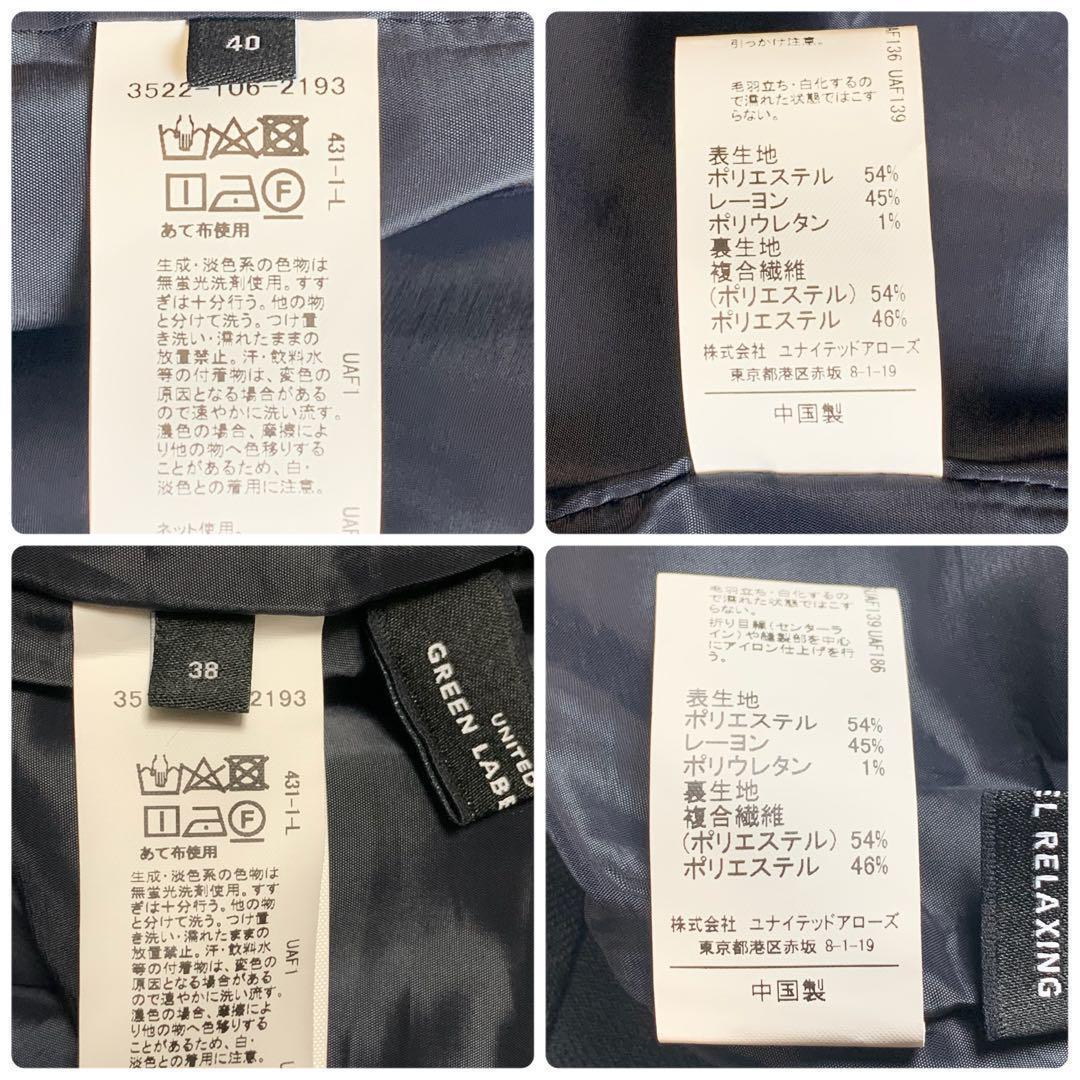 40
3522-106-2193
431-I-L
F
あて布使用
生成・淡色系の色物は
無蛍光洗剤使用。すす
ぎは十分行う。他の物
と分けて洗う。つけ置
き洗い・濡れたままの
放置禁止。汗・飲料水
等の付着物は、変色の
原因となる場合がある
ので速やかに洗い流す。
濃色の場合、摩擦によ
り他の物へ色移りする
ことがあるため、白・
淡色との着用に注意。
ネット使用。
UAF1
UAF
引っかけ注意。
毛羽立ち・白化するの
で濡れた状態ではこす
らない。
AF136 UAF139
表生地
ポリエステル 54%
レーヨン 45%
ポリウレタン 1%
裏生地
複合繊維
(ポリエステル) 54%
ポリエステル 46%
株式会社 ユナイテッドアローズ
東京都港区赤坂 8-1-19
中国製
38
35 2193
431-I-L
F
あて布使用
生成・淡色系の色物は
無蛍光洗剤使用。すす
ぎは十分行う。他の物
と分けて洗う。つけ置
き洗い・濡れたままの
放置禁止。汗・飲料水
等の付着物は、変色の
原因となる場合がある
ので速やかに洗い流す。
濃色の場合、摩擦によ
り他の物へ色移りする
ことがあるため、白・
淡色との着用に注意。
UAF1
UNITED
GREEN LABE
毛羽立ち・白化するの
で濡れた状態ではこす
らない。
折り目線(センターラ
イン)や縫製部を中心
にアイロン仕上げを行
う。
UAF139 UAF186
表生地
ポリエステル 54%
レーヨン 45%
ポリウレタン 1%
裏生地
複合繊維
(ポリエステル) 54%
ポリエステル 46%
株式会社 ユナイテッドアローズ
東京都港区赤坂 8-1-19
中国製
EL RELAXING